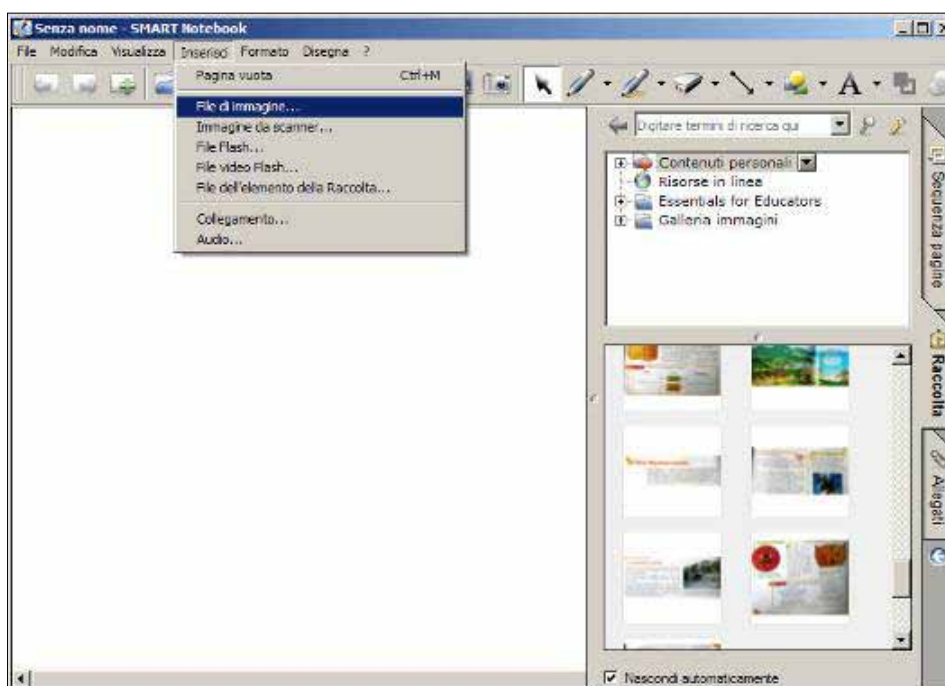 Senza nome - SMART Notebook
File Modifica Visualizza Inserisci Formato Disegna ?
Pagina vuota Ctrl+M
File di immagine...
Immagine da scanner...
File Flash...
File video Flash...
File dell'elemento della Raccolta...
Collegamento...
Audio...
Digitare termini di ricerca qui
Contenuti personali
Risorse in linea
Essentials for Educators
Galleria immagini
Sequenza pagine
Raccolta
Allegati
Nascondi automaticamente